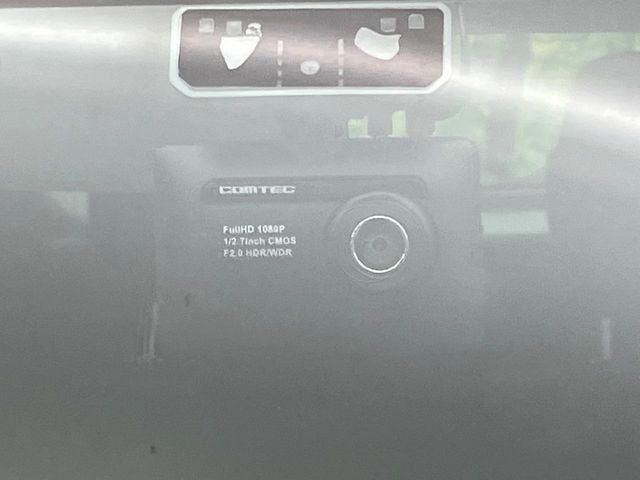 COMTEC
FullHD 1080P
1/2.7inch CMOS
F2.0 HDR/WDR